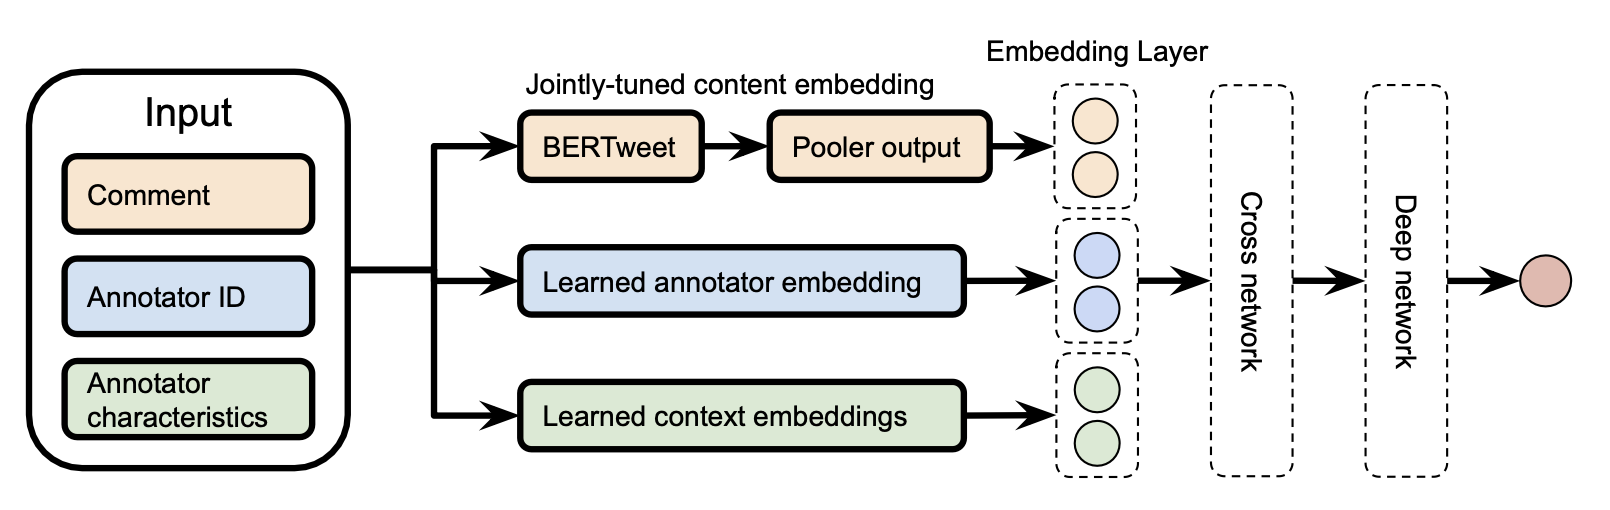 Input
Comment
Annotator ID
Annotator
characteristics
Jointly-tuned content embedding
BERTweet
Pooler output
Learned annotator embedding
Learned context embeddings
Embedding Layer
Cross network
Deep network